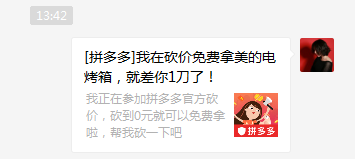 13:42
[拼多多]我在砍价免费拿美的电
烤箱，就差你1刀了！
我正在参加拼多多官方砍
价，砍到0元就可以免费拿
啦，帮我砍一下吧
拼多多